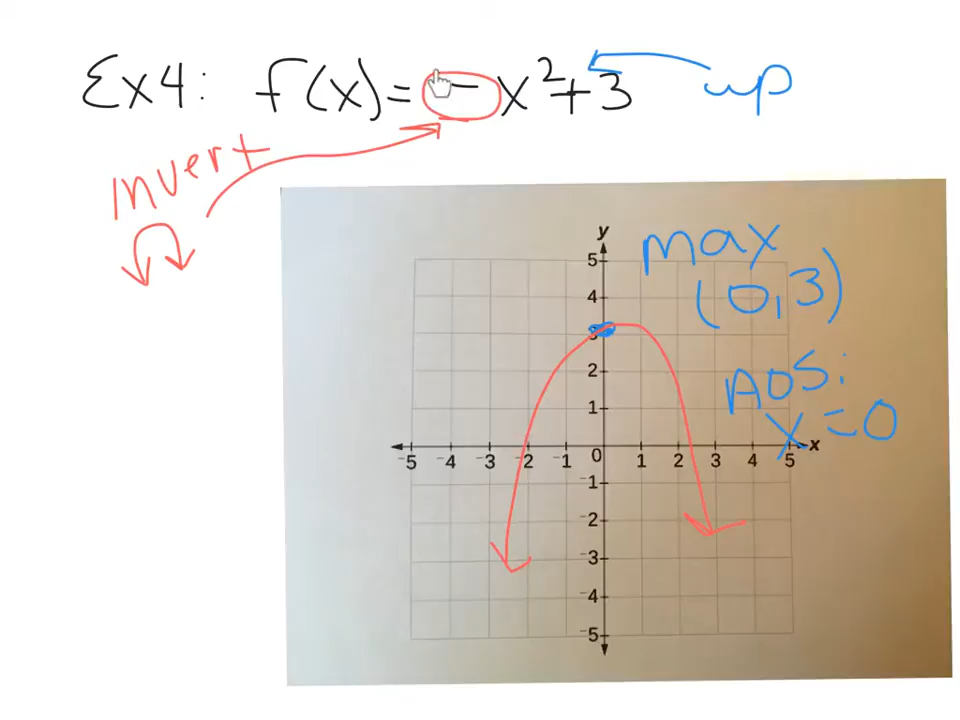 Ex4: f(x) = -x²+3
up
invert
max
(0,3)
AOS:
x=0
y
5
4
3
2
1
-5 -4 -3 -2 -1 0 1 2 3 4 5 x
-1
-2
-3
-4
-5